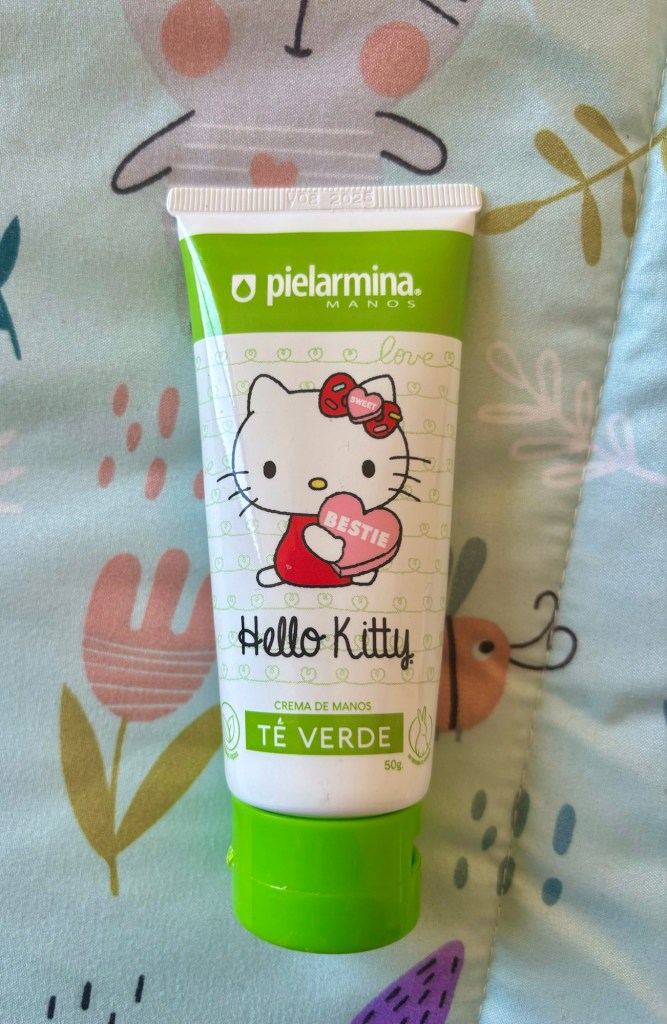 pielarmina®
MANOS
love
SWEET
BESTIE
Hello Kitty
CREMA DE MANOS
TÉ VERDE
50g.